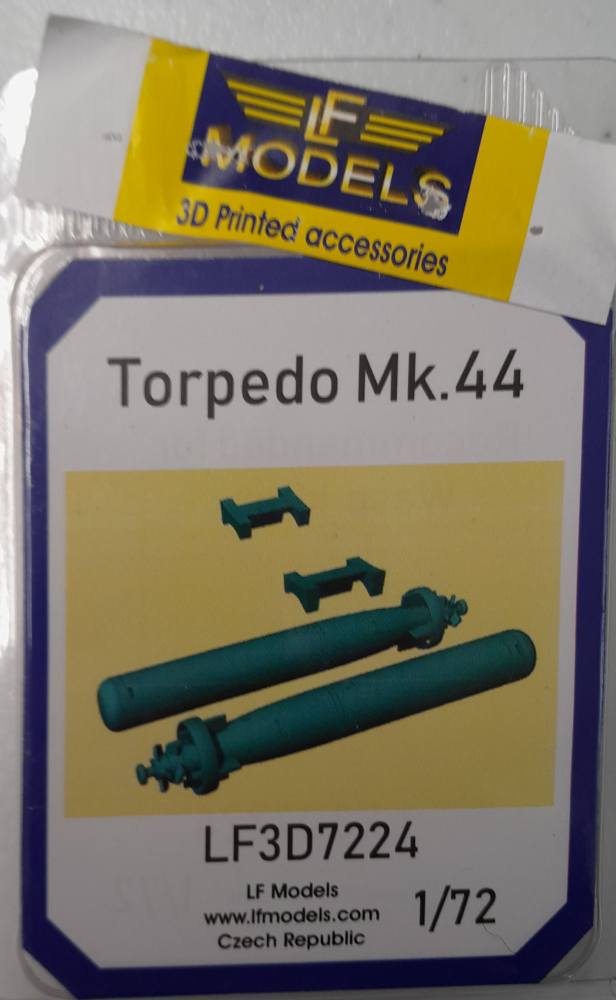 LF
MODELS
3D Printed accessories
Torpedo Mk.44
LF3D7224
LF Models
www.lfmodels.com
Czech Republic
1/72